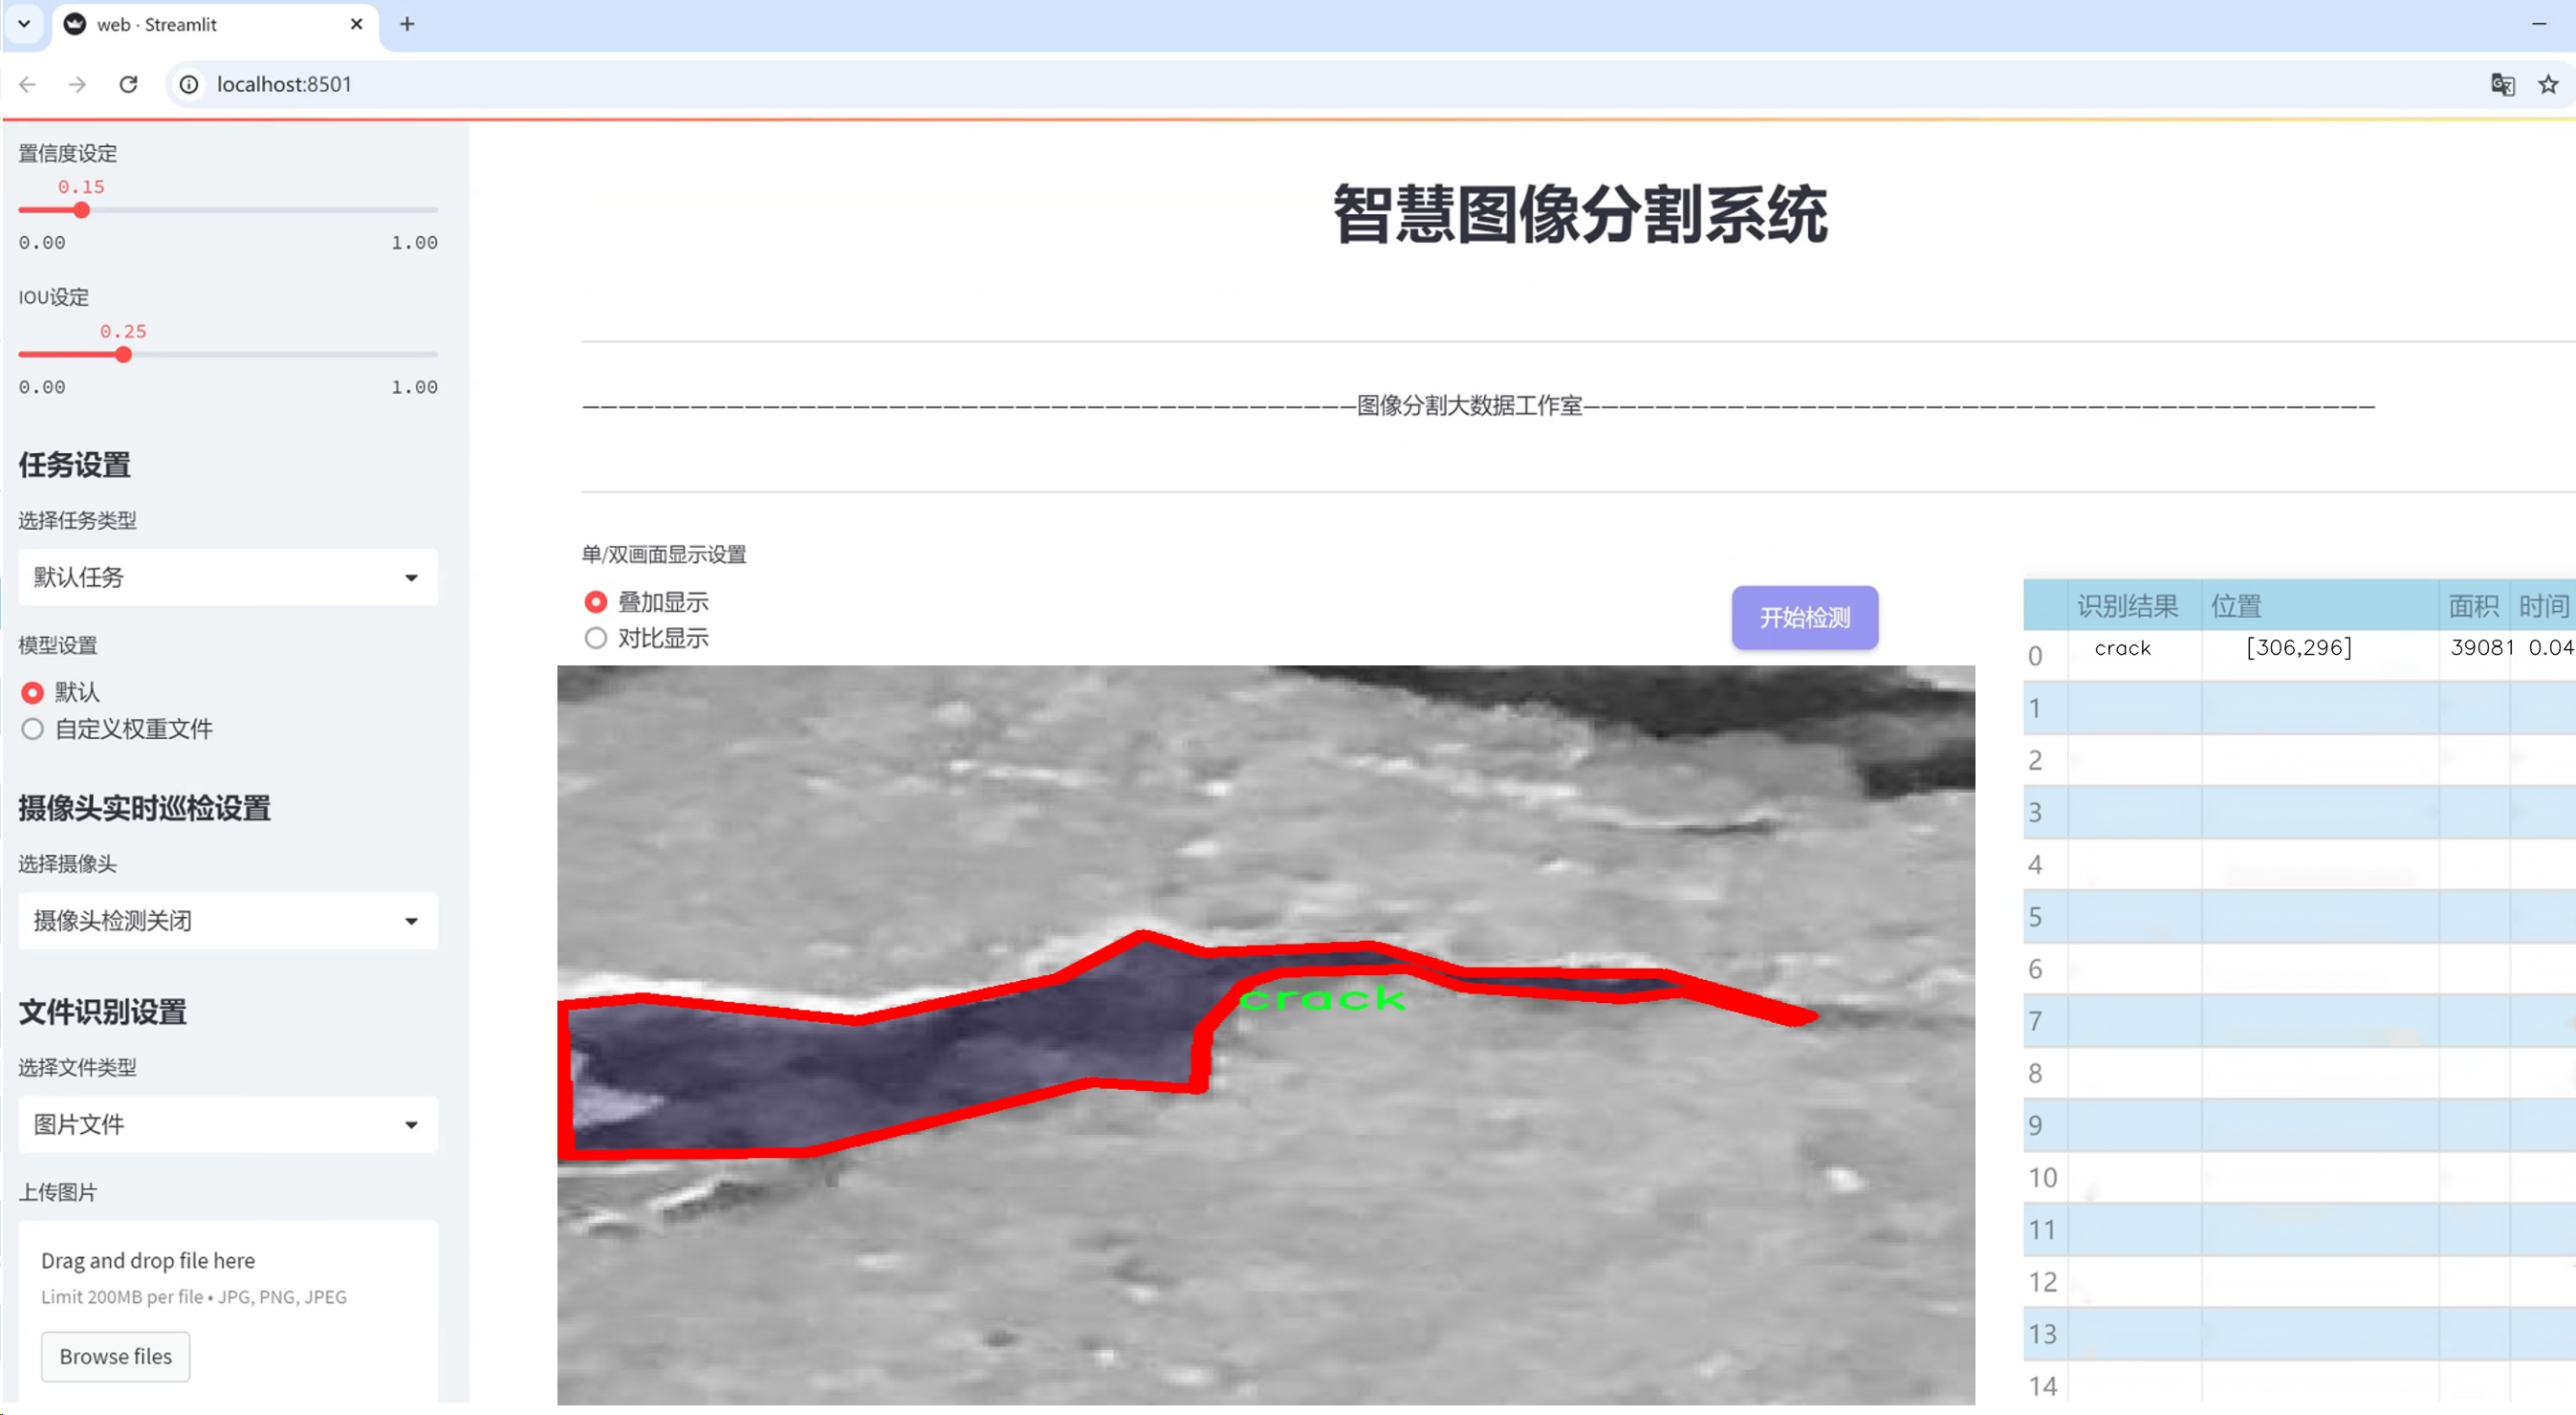 web · Streamlit
localhost:8501
置信度设定
0.15
0.00 1.00
IOU设定
0.25
0.00 1.00
任务设置
选择任务类型
默认任务
模型设置
默认
自定义权重文件
摄像头实时巡检设置
选择摄像头
摄像头检测关闭
文件识别设置
选择文件类型
图片文件
上传图片
Drag and drop file here
Limit 200MB per file • JPG, PNG, JPEG
Browse files
智慧图像分割系统
———————————————————————————————————————————图像分割大数据工作室————————————————————————————————————————————
单/双画面显示设置
叠加显示
对比显示
开始检测
crack
识别结果 位置 面积 时间
0 crack [306,296] 39081 0.04
1
2
3
4
5
6
7
8
9
10
11
12
13
14